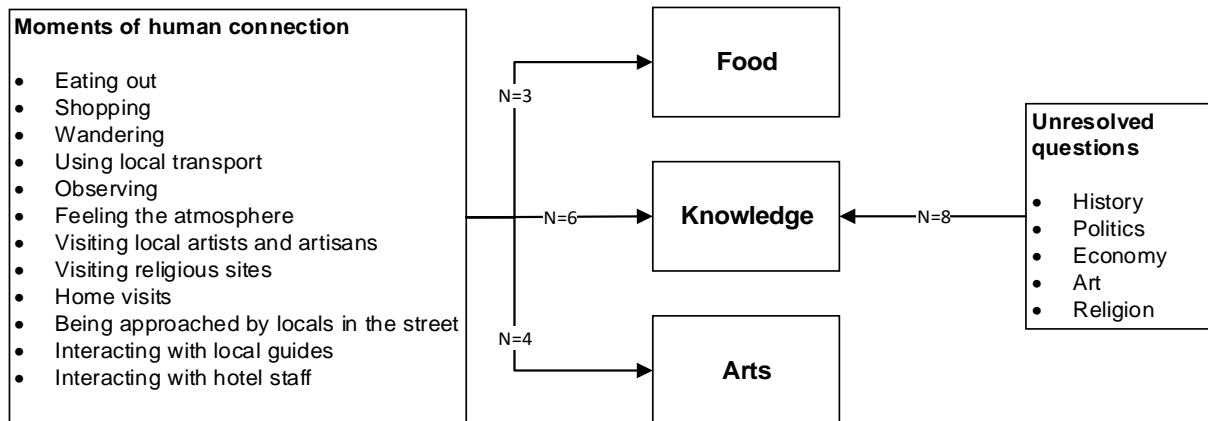 Moments of human connection
• Eating out
• Shopping
• Wandering
• Using local transport
• Observing
• Feeling the atmosphere
• Visiting local artists and artisans
• Visiting religious sites
• Home visits
• Being approached by locals in the street
• Interacting with local guides
• Interacting with hotel staff
N=3
N=6
N=4
Food
Knowledge
Arts
N=8
Unresolved
questions
• History
• Politics
• Economy
• Art
• Religion